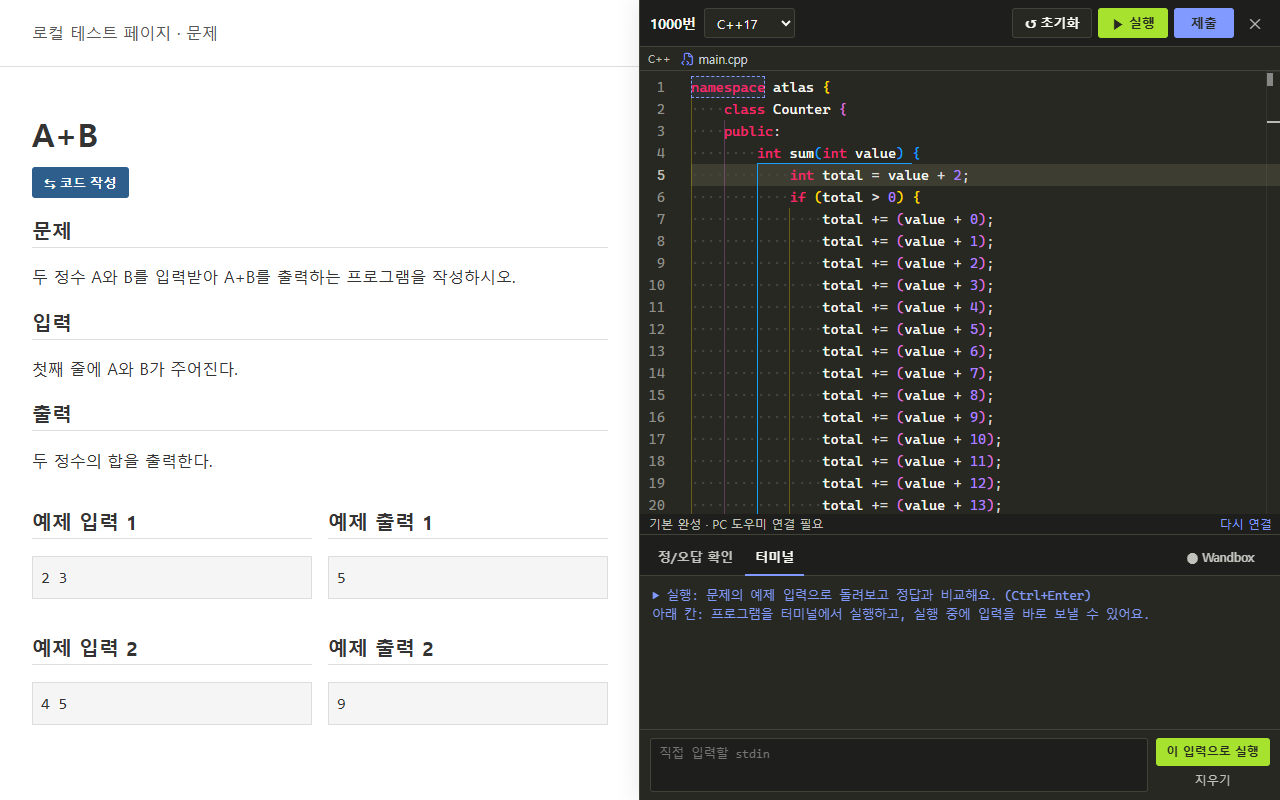 로컬 테스트 페이지 · 문제
A+B
⇆ 코드 작성
문제
두 정수 A와 B를 입력받아 A+B를 출력하는 프로그램을 작성하시오.
입력
첫째 줄에 A와 B가 주어진다.
출력
두 정수의 합을 출력한다.
예제 입력 1
예제 출력 1
2 3
5
예제 입력 2
예제 출력 2
4 5
9
1000번 C++17 ↺ 초기화 ▶ 실행 제출 ×
C++ main.cpp
1 namespace atlas {
2 class Counter {
3 public:
4 int sum(int value) {
5 int total = value + 2;
6 if (total > 0) {
7 total += (value + 0);
8 total += (value + 1);
9 total += (value + 2);
10 total += (value + 3);
11 total += (value + 4);
12 total += (value + 5);
13 total += (value + 6);
14 total += (value + 7);
15 total += (value + 8);
16 total += (value + 9);
17 total += (value + 10);
18 total += (value + 11);
19 total += (value + 12);
20 total += (value + 13);
기본 완성 · PC 도우미 연결 필요 다시 연결
정/오답 확인 터미널 ● Wandbox
▶ 실행: 문제의 예제 입력으로 돌려보고 정답과 비교해요. (Ctrl+Enter)
아래 칸: 프로그램을 터미널에서 실행하고, 실행 중에 입력을 바로 보낼 수 있어요.
직접 입력할 stdin
이 입력으로 실행
지우기